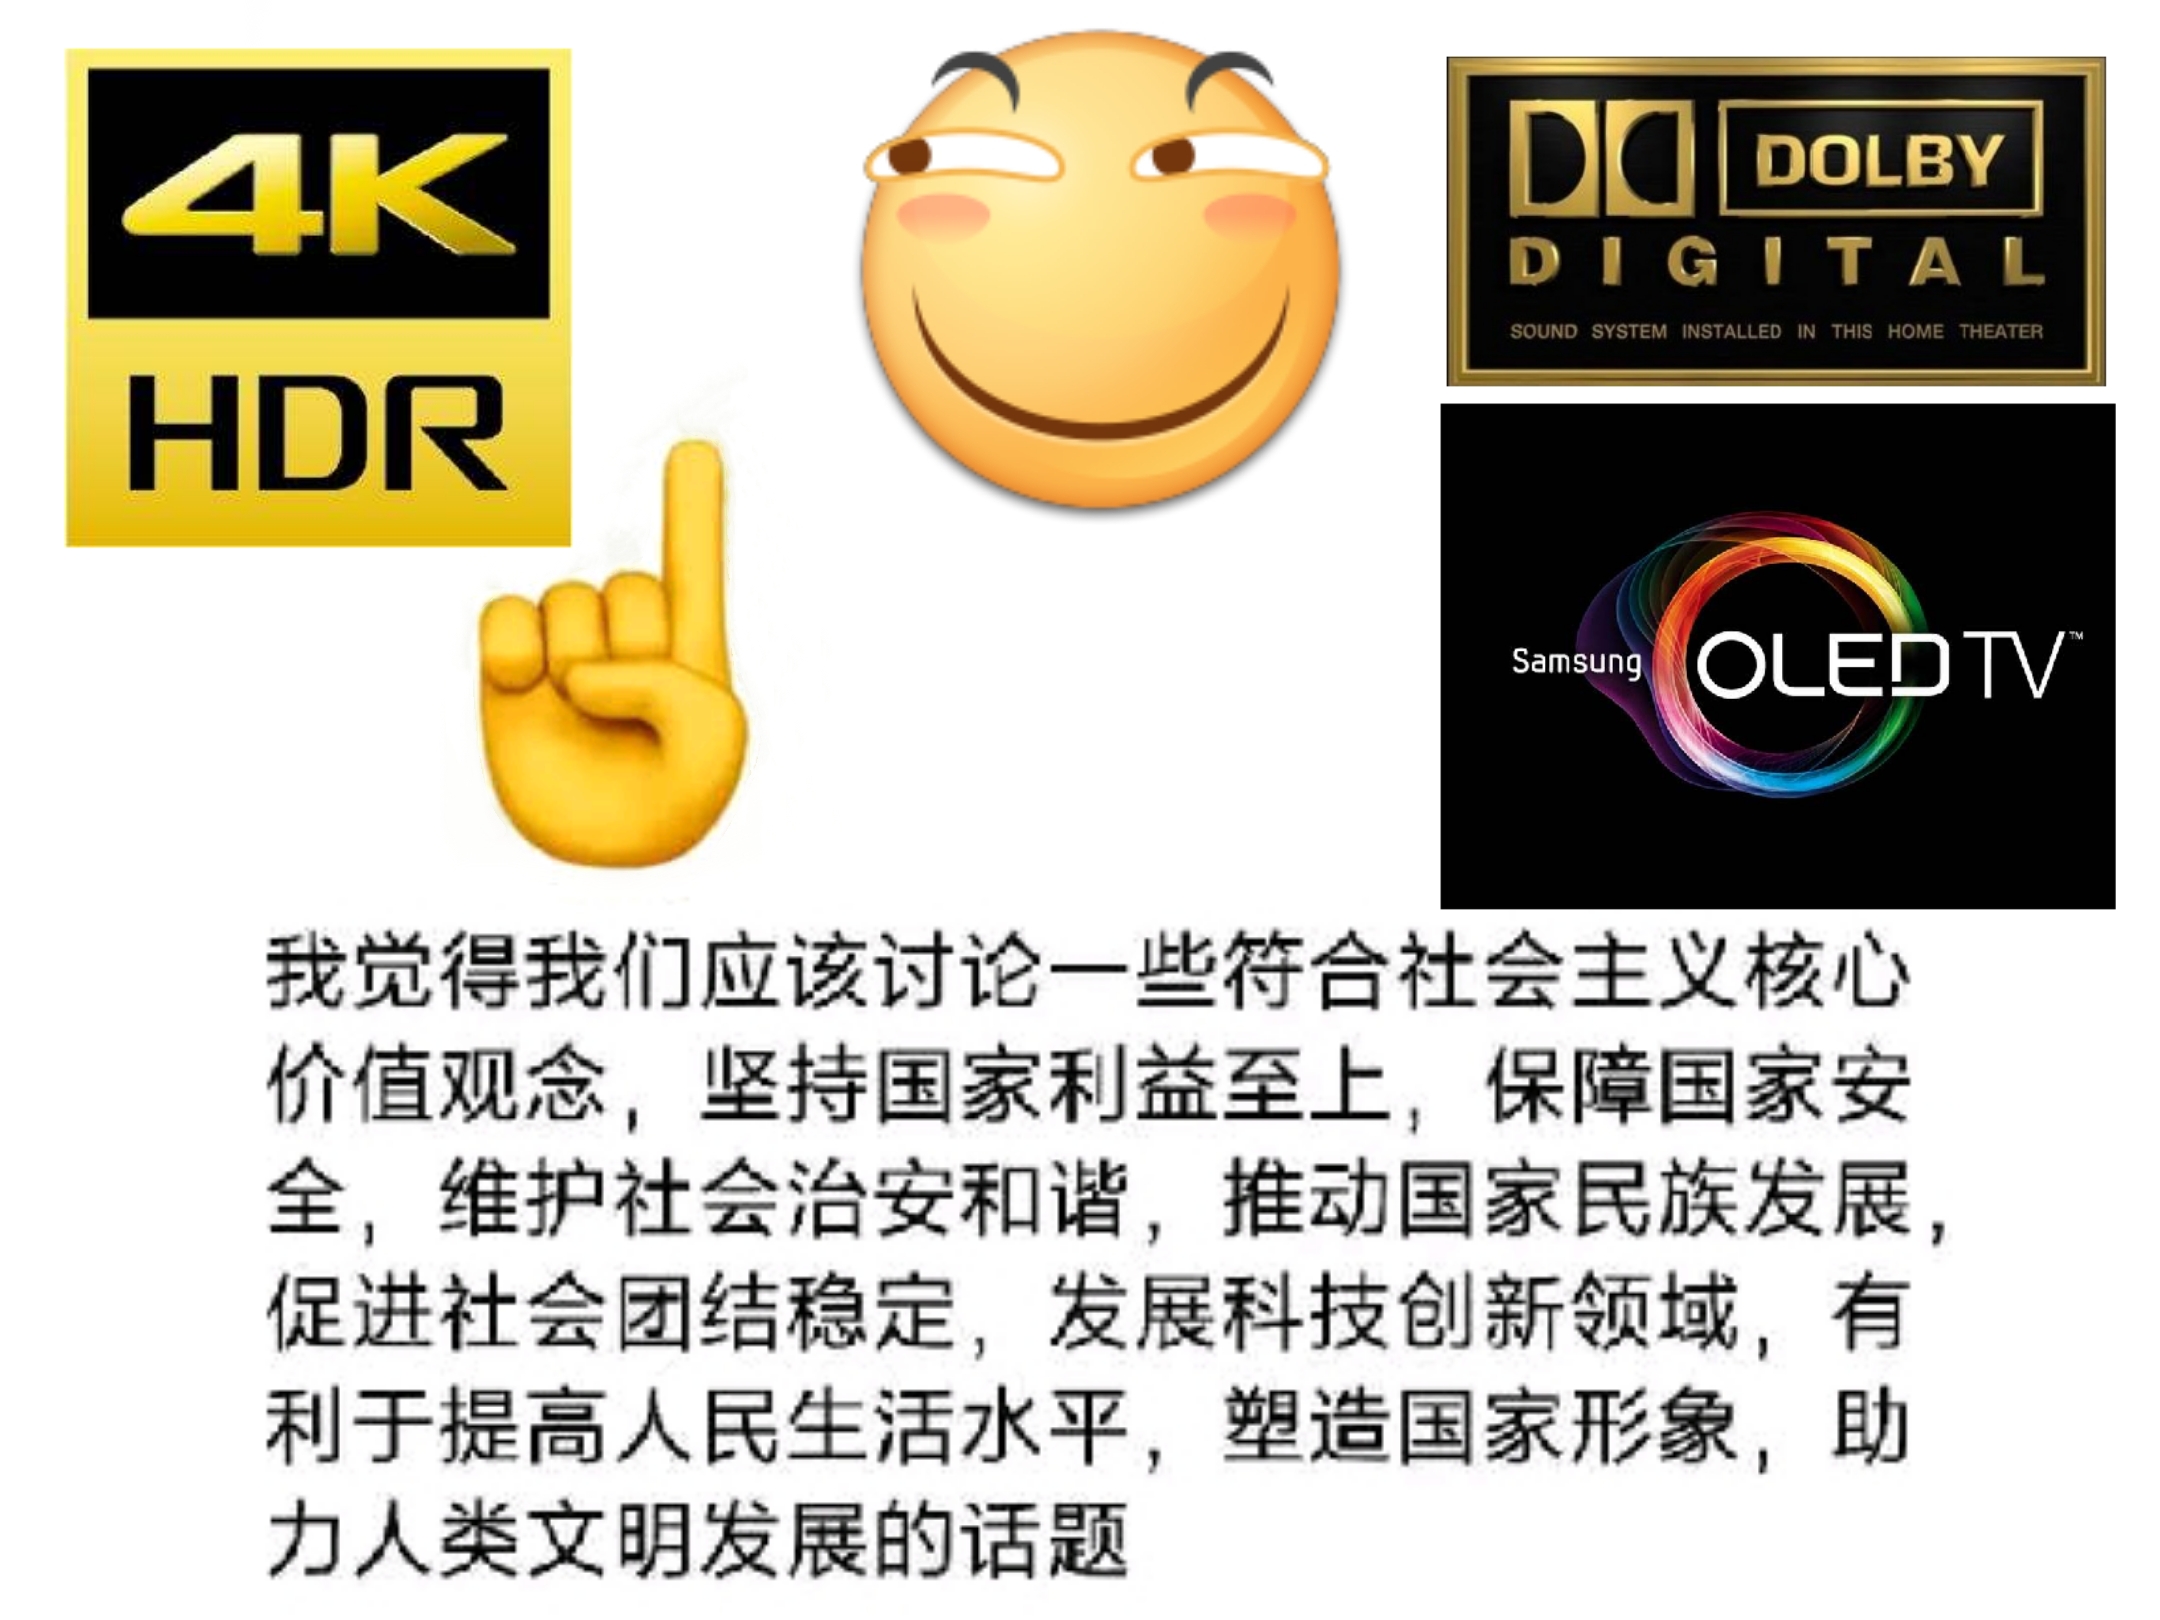 4K
HDR
DOLBY
DIGITAL
SOUND SYSTEM INSTALLED IN THIS HOME THEATER
Samsung OLED TV™
我觉得我们应该讨论一些符合社会主义核心
价值观念，坚持国家利益至上，保障国家安
全，维护社会治安和谐，推动国家民族发展，
促进社会团结稳定，发展科技创新领域，有
利于提高人民生活水平，塑造国家形象，助
力人类文明发展的话题